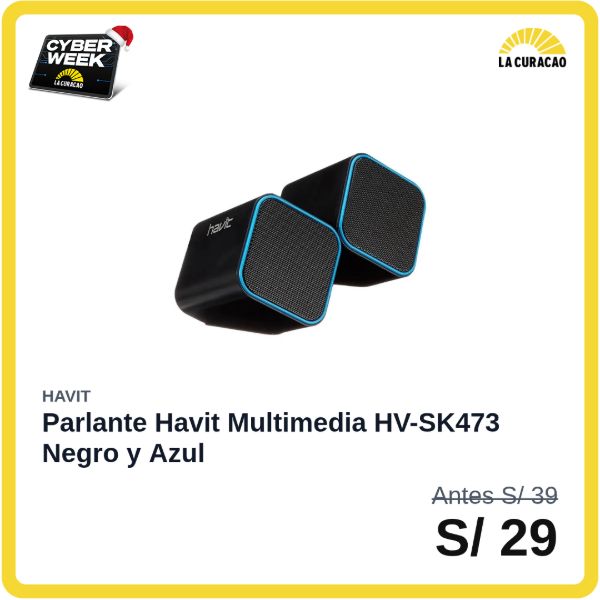 CYBER
WEEK
LA CURACAO
LA CURACAO
havit
HAVIT
Parlante Havit Multimedia HV-SK473
Negro y Azul
Antes S/ 39
S/ 29